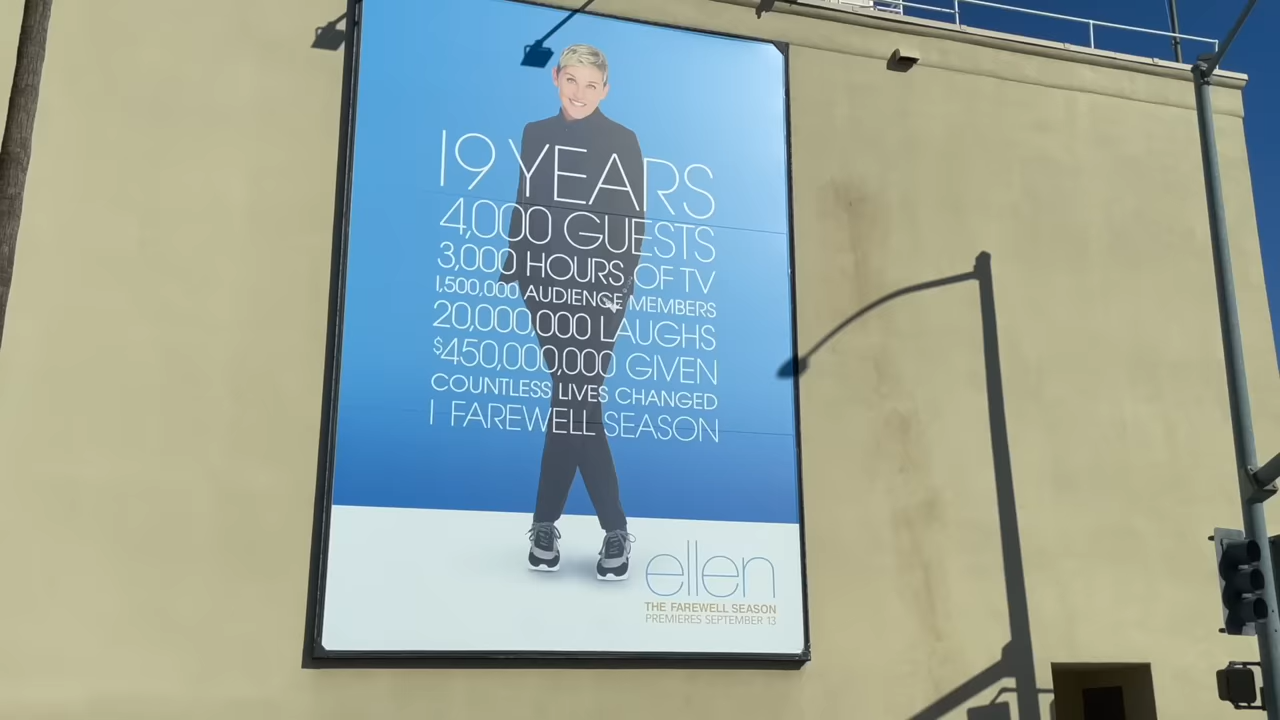 19 YEARS
4,000 GUESTS
3,000 HOURS OF TV
1,500,000 AUDIENCE MEMBERS
20,000,000 LAUGHS
$450,000,000 GIVEN
COUNTLESS LIVES CHANGED
1 FAREWELL SEASON
ellen
THE FAREWELL SEASON
PREMIERES SEPTEMBER 13